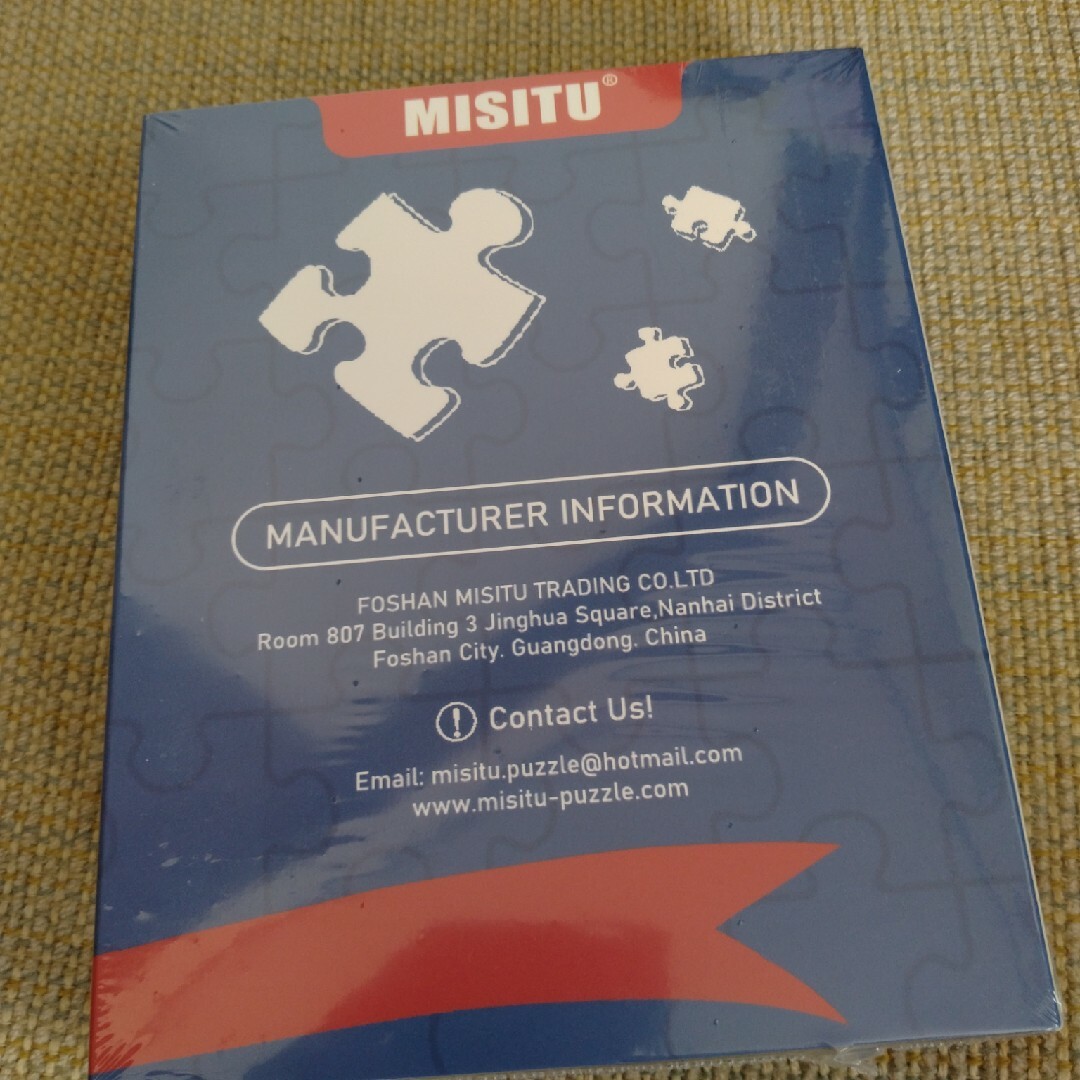 MISITU®
MANUFACTURER INFORMATION
FOSHAN MISITU TRADING CO.LTD
Room 807 Building 3 Jinghua Square,Nanhai District
Foshan City. Guangdong. China
! Contact Us!
Email: misitu.puzzle@hotmail.com
www.misitu-puzzle.com